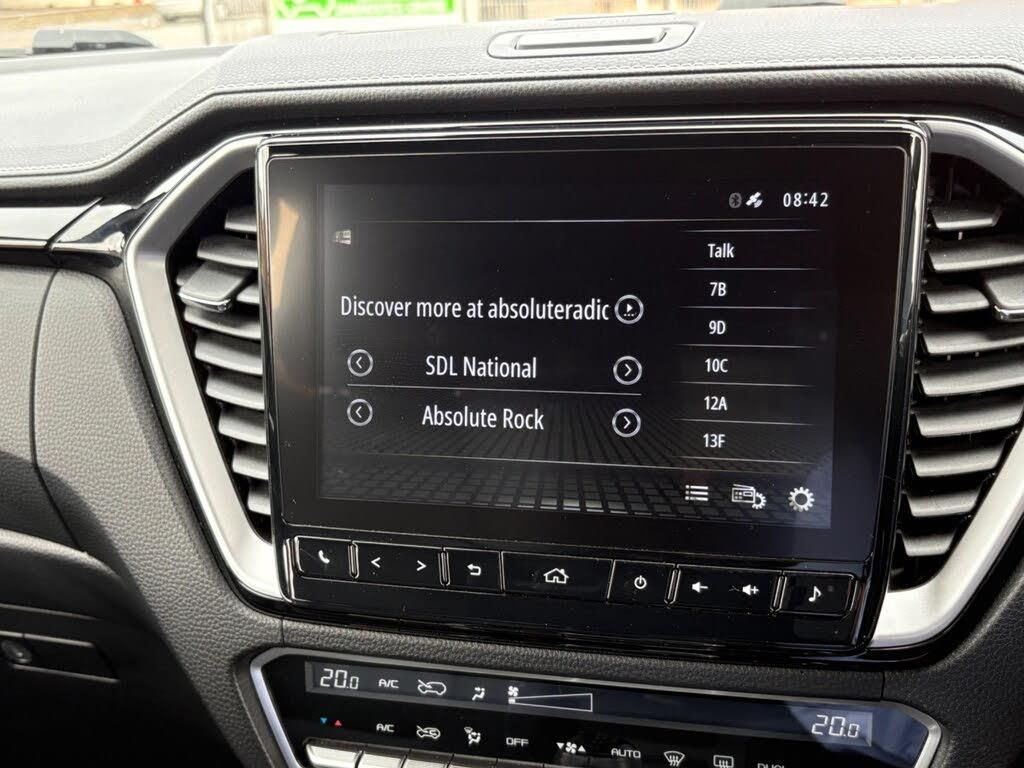 08:42
Discover more at absoluteradic
SDL National
Absolute Rock
Talk
7B
9D
10C
12A
13F
20.0 A/C
20.0
A/C OFF AUTO DUAL